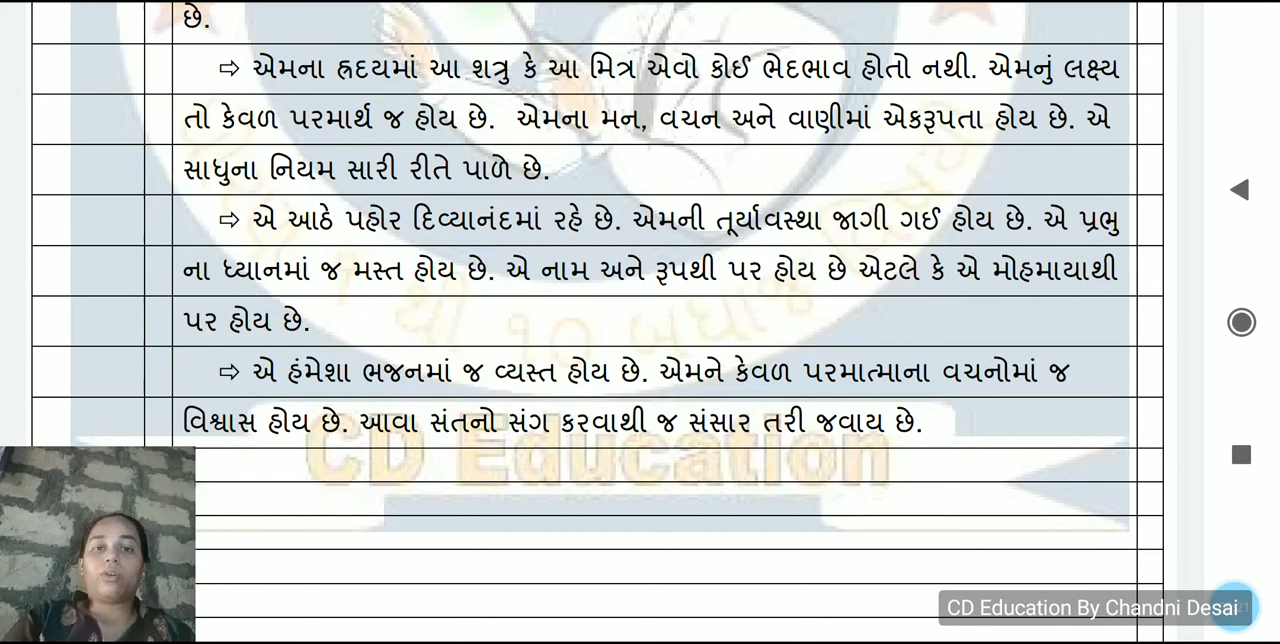 છે.
⇨ એમના હ્રદયમાં આ શત્રુ કે આ મિત્ર એવો કોઈ ભેદભાવ હોતો નથી. એમનું લક્ષ્ય
તો કેવળ પરમાર્થ જ હોય છે. એમના મન, વચન અને વાણીમાં એકરૂપતા હોય છે. એ
સાધુના નિયમ સારી રીતે પાળે છે.
⇨ એ આઠે પહોર દિવ્યાનંદમાં રહે છે. એમની તૂર્યાવસ્થા જાગી ગઈ હોય છે. એ પ્રભુ
ના ધ્યાનમાં જ મસ્ત હોય છે. એ નામ અને રૂપથી પર હોય છે એટલે કે એ મોહમાયાથી
પર હોય છે.
⇨ એ હંમેશા ભજનમાં જ વ્યસ્ત હોય છે. એમને કેવળ પરમાત્માના વચનોમાં જ
વિશ્વાસ હોય છે. આવા સંતનો સંગ કરવાથી જ સંસાર તરી જવાય છે.
CD Education
CD Education By Chandni Desai